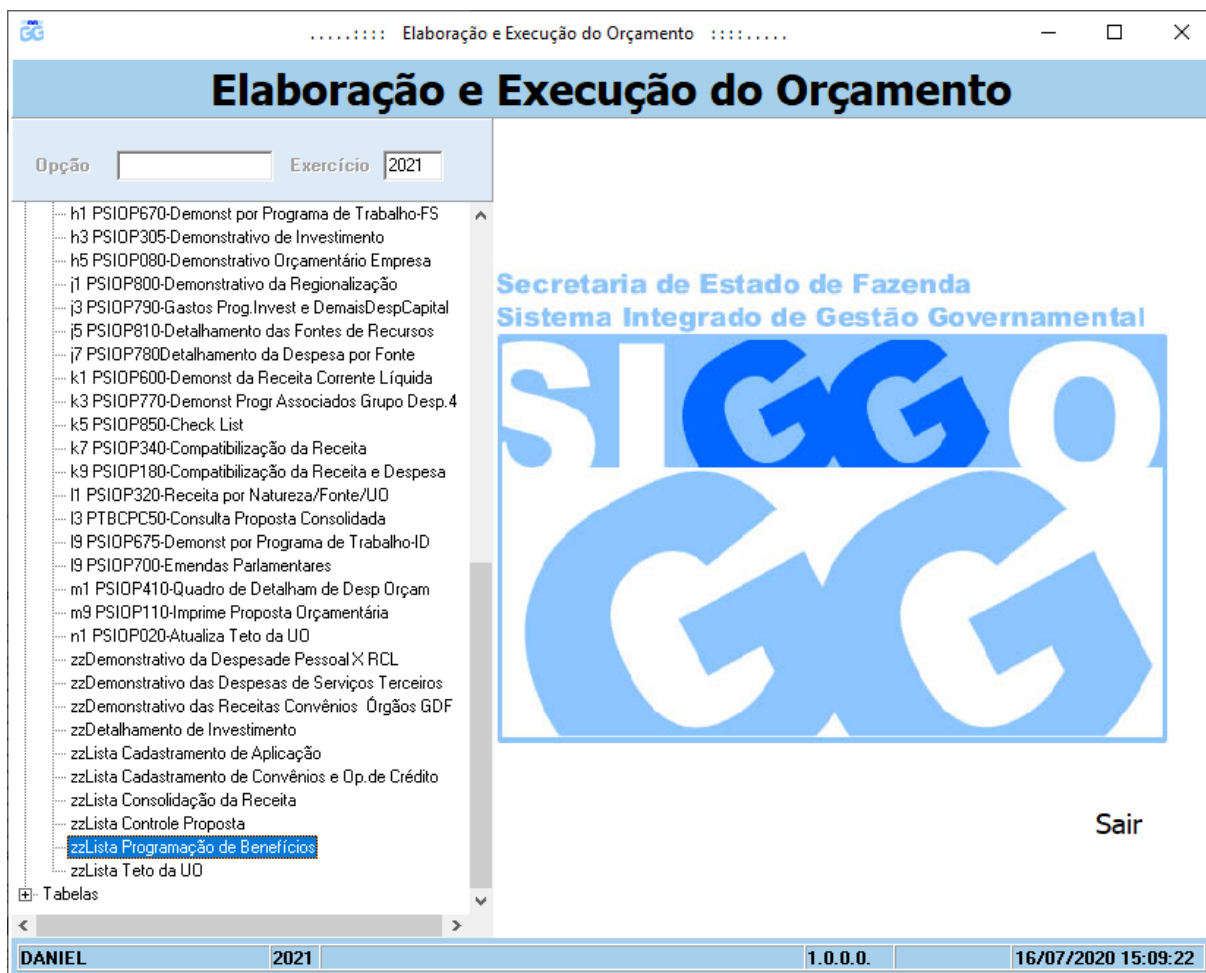 GG
.....:::: Elaboração e Execução do Orçamento ::::.....
Elaboração e Execução do Orçamento
Opção
Exercício 2021
h1 PSIOP670-Demonst por Programa de Trabalho-FS
h3 PSIOP305-Demonstrativo de Investimento
h5 PSIOP080-Demonstrativo Orçamentário Empresa
j1 PSIOP800-Demonstrativo da Regionalização
j3 PSIOP790-Gastos Prog.Invest e DemaisDespCapital
j5 PSIOP810-Detalhamento das Fontes de Recursos
j7 PSIOP780Detalhamento da Despesa por Fonte
k1 PSIOP600-Demonst da Receita Corrente Líquida
k3 PSIOP770-Demonst Progr Associados Grupo Desp.4
k5 PSIOP850-Check List
k7 PSIOP340-Compatibilização da Receita
k9 PSIOP180-Compatibilização da Receita e Despesa
l1 PSIOP320-Receita por Natureza/Fonte/UO
l3 PTBCPC50-Consulta Proposta Consolidada
l9 PSIOP675-Demonst por Programa de Trabalho-ID
l9 PSIOP700-Emendas Parlamentares
m1 PSIOP410-Quadro de Detalham de Desp Orçam
m9 PSIOP110-Imprime Proposta Orçamentária
n1 PSIOP020-Atualiza Teto da UO
zzDemonstrativo da Despesade Pessoal X RCL
zzDemonstrativo das Despesas de Serviços Terceiros
zzDemonstrativo das Receitas Convênios Órgãos GDF
zzDetalhamento de Investimento
zzLista Cadastramento de Aplicação
zzLista Cadastramento de Convênios e Op.de Crédito
zzLista Consolidação da Receita
zzLista Controle Proposta
zzLista Programação de Benefícios
zzLista Teto da UO
Tabelas
Secretaria de Estado de Fazenda
Sistema Integrado de Gestão Governamental
SIGGO
GG
Sair
DANIEL 2021 1.0.0.0. 16/07/2020 15:09:22